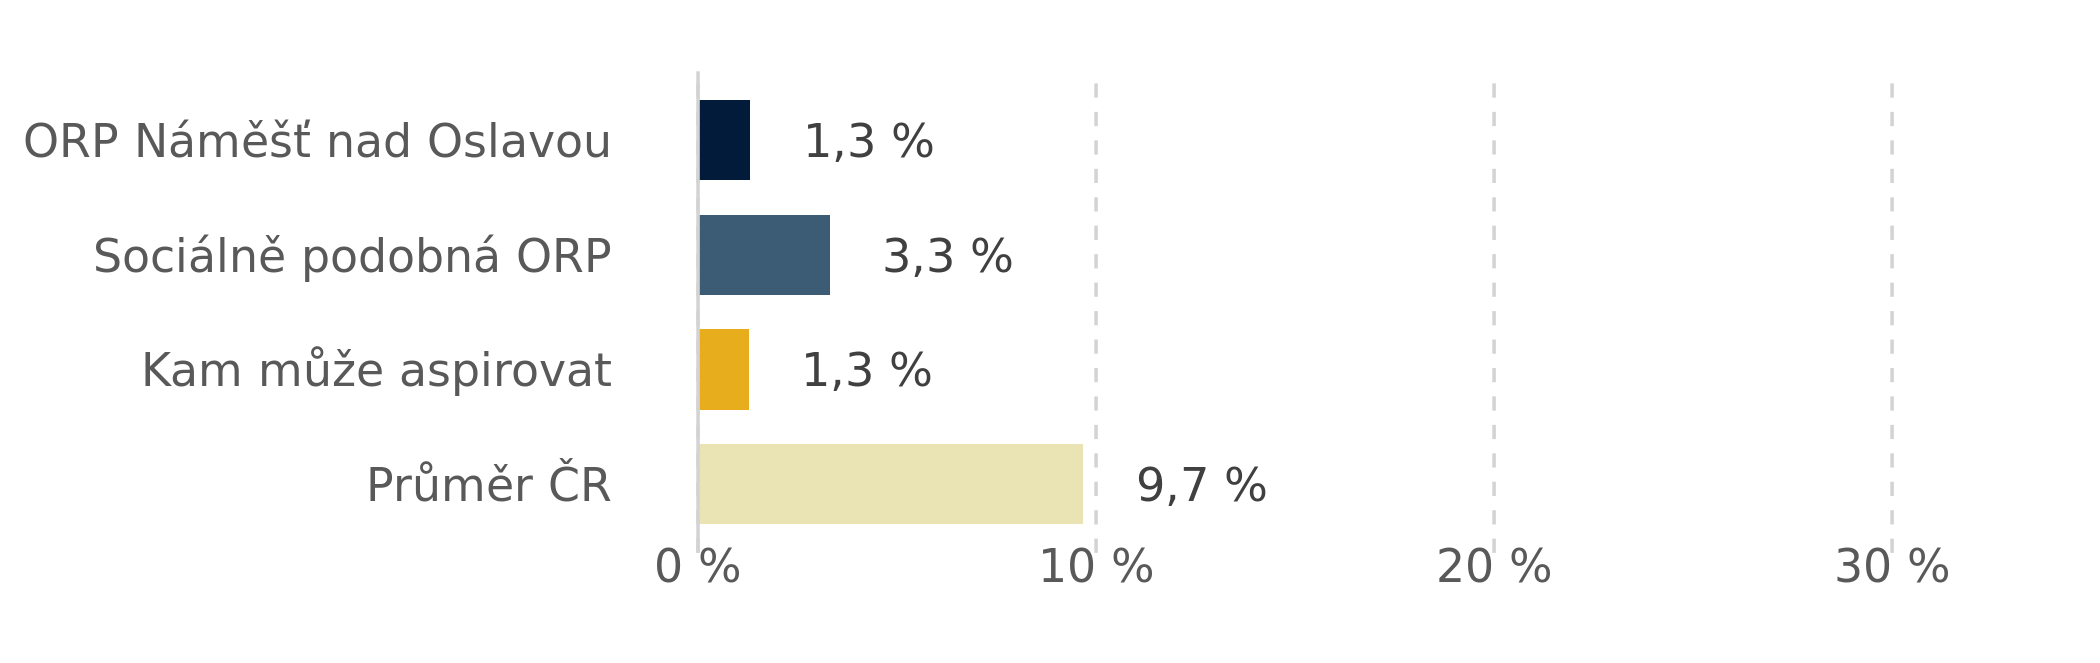 ORP Náměšť nad Oslavou 1,3 %
Sociálně podobná ORP 3,3 %
Kam může aspirovat 1,3 %
Průměr ČR 9,7 %
0 % 10 % 20 % 30 %